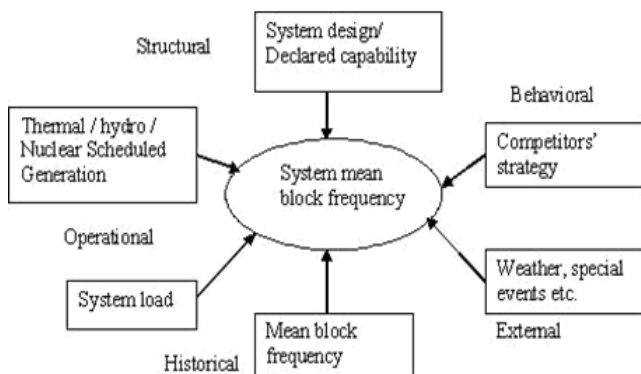 Structural
System design/
Declared capability
Behavioral
Thermal / hydro /
Nuclear Scheduled
Generation
Competitors'
strategy
System mean
block frequency
Operational
System load
Weather, special
events etc.
External
Historical
Mean block
frequency